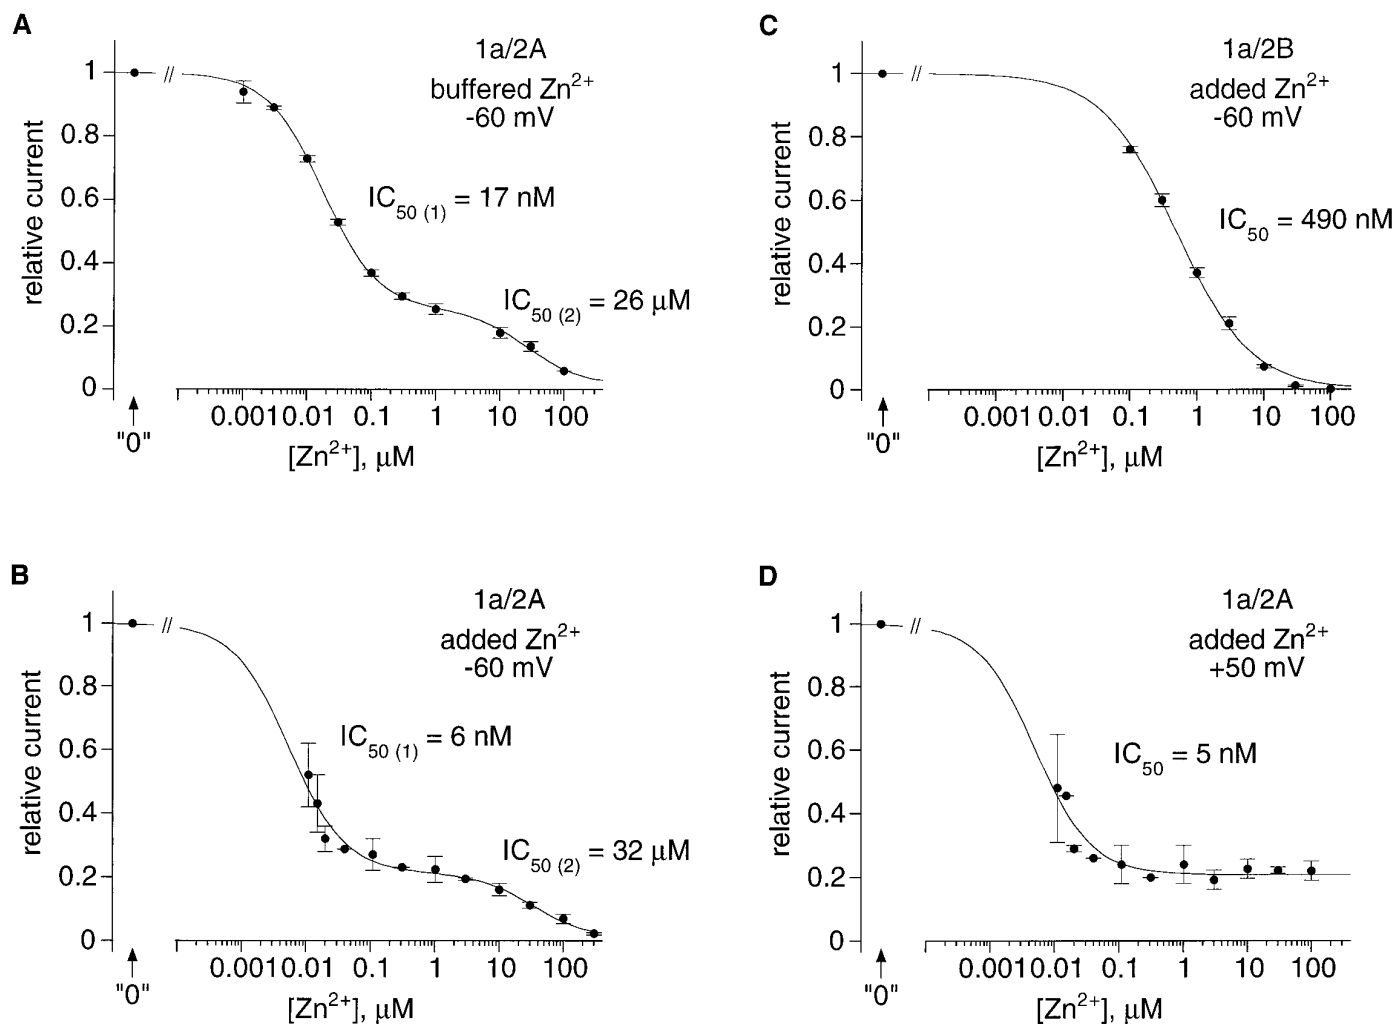 A
1a/2A
buffered Zn²⁺
-60 mV
relative current
1
0.8
0.6
0.4
0.2
0
//
IC₅₀ ₍₁₎ = 17 nM
IC₅₀ ₍₂₎ = 26 µM
0.001 0.01 0.1 1 10 100
"0"
[Zn²⁺], µM
C
1a/2B
added Zn²⁺
-60 mV
relative current
1
0.8
0.6
0.4
0.2
0
//
IC₅₀ = 490 nM
0.001 0.01 0.1 1 10 100
"0"
[Zn²⁺], µM
B
1a/2A
added Zn²⁺
-60 mV
relative current
1
0.8
0.6
0.4
0.2
0
//
IC₅₀ ₍₁₎ = 6 nM
IC₅₀ ₍₂₎ = 32 µM
0.001 0.01 0.1 1 10 100
"0"
[Zn²⁺], µM
D
1a/2A
added Zn²⁺
+50 mV
relative current
1
0.8
0.6
0.4
0.2
0
//
IC₅₀ = 5 nM
0.001 0.01 0.1 1 10 100
"0"
[Zn²⁺], µM